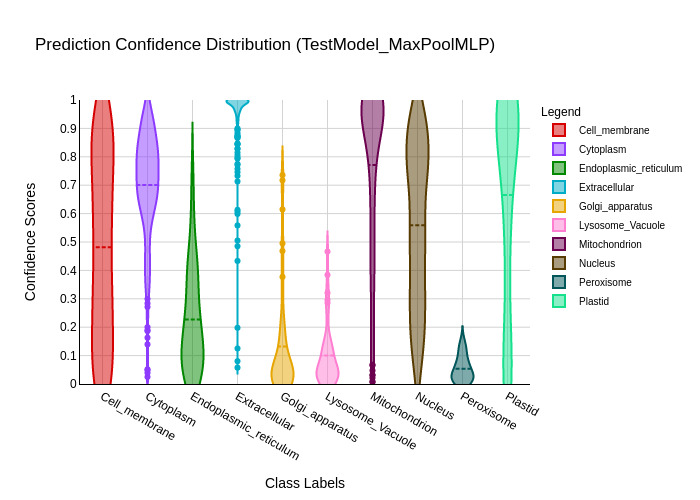 Prediction Confidence Distribution (TestModel_MaxPoolMLP)
Legend
Cell_membrane
Cytoplasm
Endoplasmic_reticulum
Extracellular
Golgi_apparatus
Lysosome_Vacuole
Mitochondrion
Nucleus
Peroxisome
Plastid
Confidence Scores
1
0.9
0.8
0.7
0.6
0.5
0.4
0.3
0.2
0.1
0
Cell_membrane
Cytoplasm
Endoplasmic_reticulum
Extracellular
Golgi_apparatus
Lysosome_Vacuole
Mitochondrion
Nucleus
Peroxisome
Plastid
Class Labels